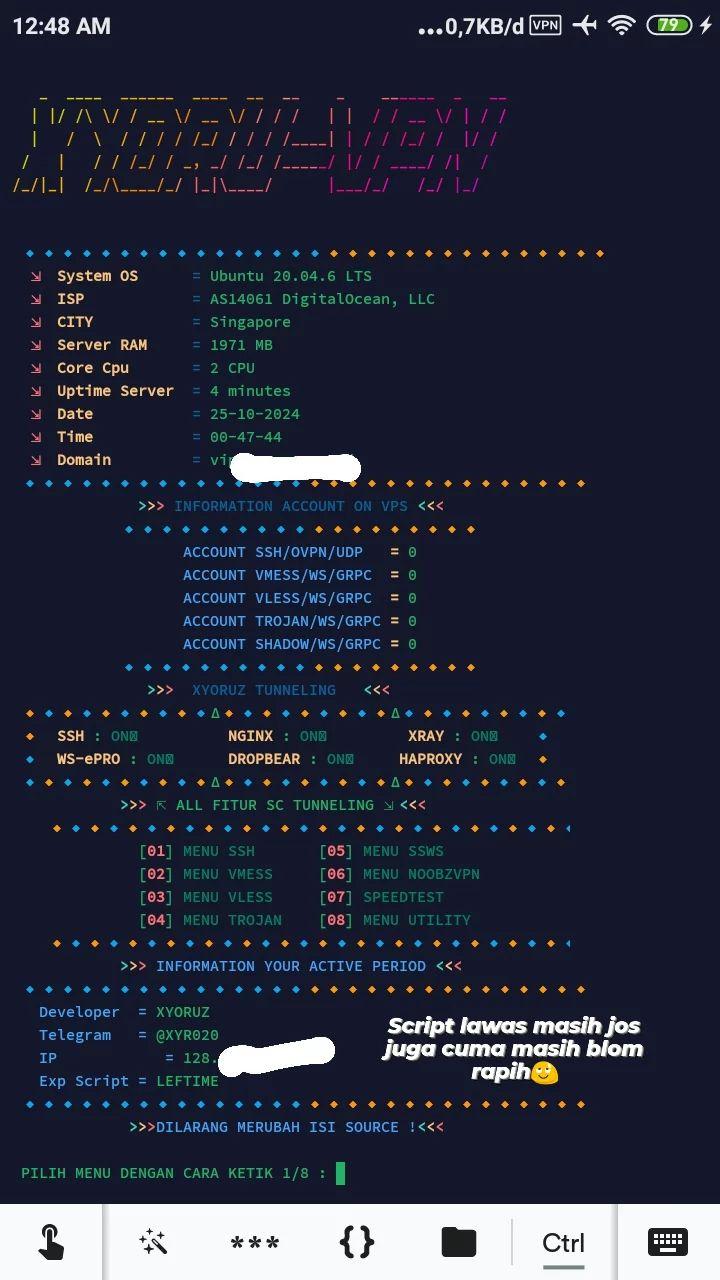 12:48 AM ...0,7KB/d VPN 79
System OS = Ubuntu 20.04.6 LTS
ISP = AS14061 DigitalOcean, LLC
CITY = Singapore
Server RAM = 1971 MB
Core Cpu = 2 CPU
Uptime Server = 4 minutes
Date = 25-10-2024
Time = 00-47-44
Domain =
>>> INFORMATION ACCOUNT ON VPS <<<
ACCOUNT SSH/OVPN/UDP = 0
ACCOUNT VMESS/WS/GRPC = 0
ACCOUNT VLESS/WS/GRPC = 0
ACCOUNT TROJAN/WS/GRPC = 0
ACCOUNT SHADOW/WS/GRPC = 0
>>> XYORUZ TUNNELING <<<
SSH : ON NGINX : ON XRAY : ON
WS-ePRO : ON DROPBEAR : ON HAPROXY : ON
>>> ⇱ ALL FITUR SC TUNNELING ⇲ <<<
[01] MENU SSH [05] MENU SSWS
[02] MENU VMESS [06] MENU NOOBZVPN
[03] MENU VLESS [07] SPEEDTEST
[04] MENU TROJAN [08] MENU UTILITY
>>> INFORMATION YOUR ACTIVE PERIOD <<<
Developer = XYORUZ
Telegram = @XYR020
IP = 128.
Exp Script = LEFTIME
Script lawas masih jos
juga cuma masih blom
rapih🙄
>>>DILARANG MERUBAH ISI SOURCE !<<<
PILIH MENU DENGAN CARA KETIK 1/8 :
*** {} Ctrl